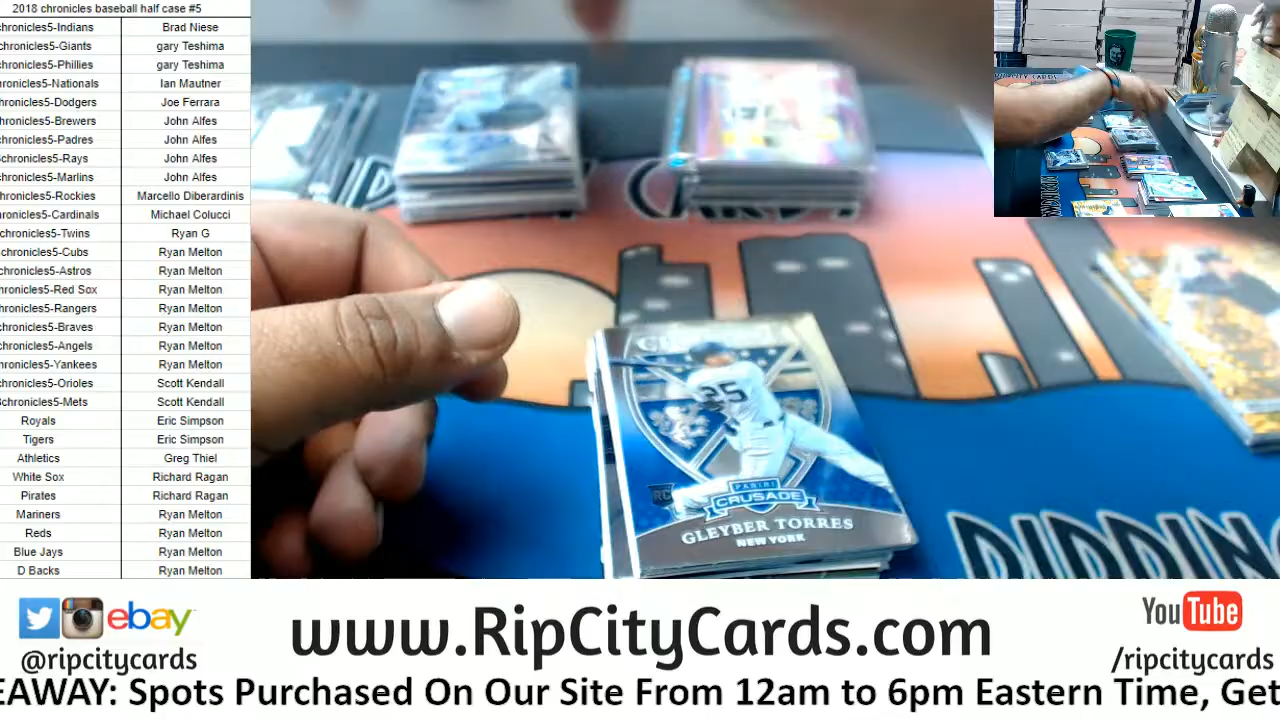 2018 chronicles baseball half case #5
chronicles5-Indians Brad Niese
chronicles5-Giants gary Teshima
chronicles5-Phillies gary Teshima
chronicles5-Nationals Ian Mautner
chronicles5-Dodgers Joe Ferrara
chronicles5-Brewers John Alfes
chronicles5-Padres John Alfes
chronicles5-Rays John Alfes
chronicles5-Marlins John Alfes
chronicles5-Rockies Marcello Diberardinis
chronicles5-Cardinals Michael Colucci
chronicles5-Twins Ryan G
chronicles5-Cubs Ryan Melton
chronicles5-Astros Ryan Melton
chronicles5-Red Sox Ryan Melton
chronicles5-Rangers Ryan Melton
chronicles5-Braves Ryan Melton
chronicles5-Angels Ryan Melton
chronicles5-Yankees Ryan Melton
chronicles5-Orioles Scott Kendall
chronicles5-Mets Scott Kendall
Royals Eric Simpson
Tigers Eric Simpson
Athletics Greg Thiel
White Sox Richard Ragan
Pirates Richard Ragan
Mariners Ryan Melton
Reds Ryan Melton
Blue Jays Ryan Melton
D Backs Ryan Melton
25
RC
PANINI
CRUSADE
GLEYBER TORRES
NEW YORK
RIPPIN
ebay
@ripcitycards
www.RipCityCards.com
YouTube
/ripcitycards
EAWAY: Spots Purchased On Our Site From 12am to 6pm Eastern Time, Get